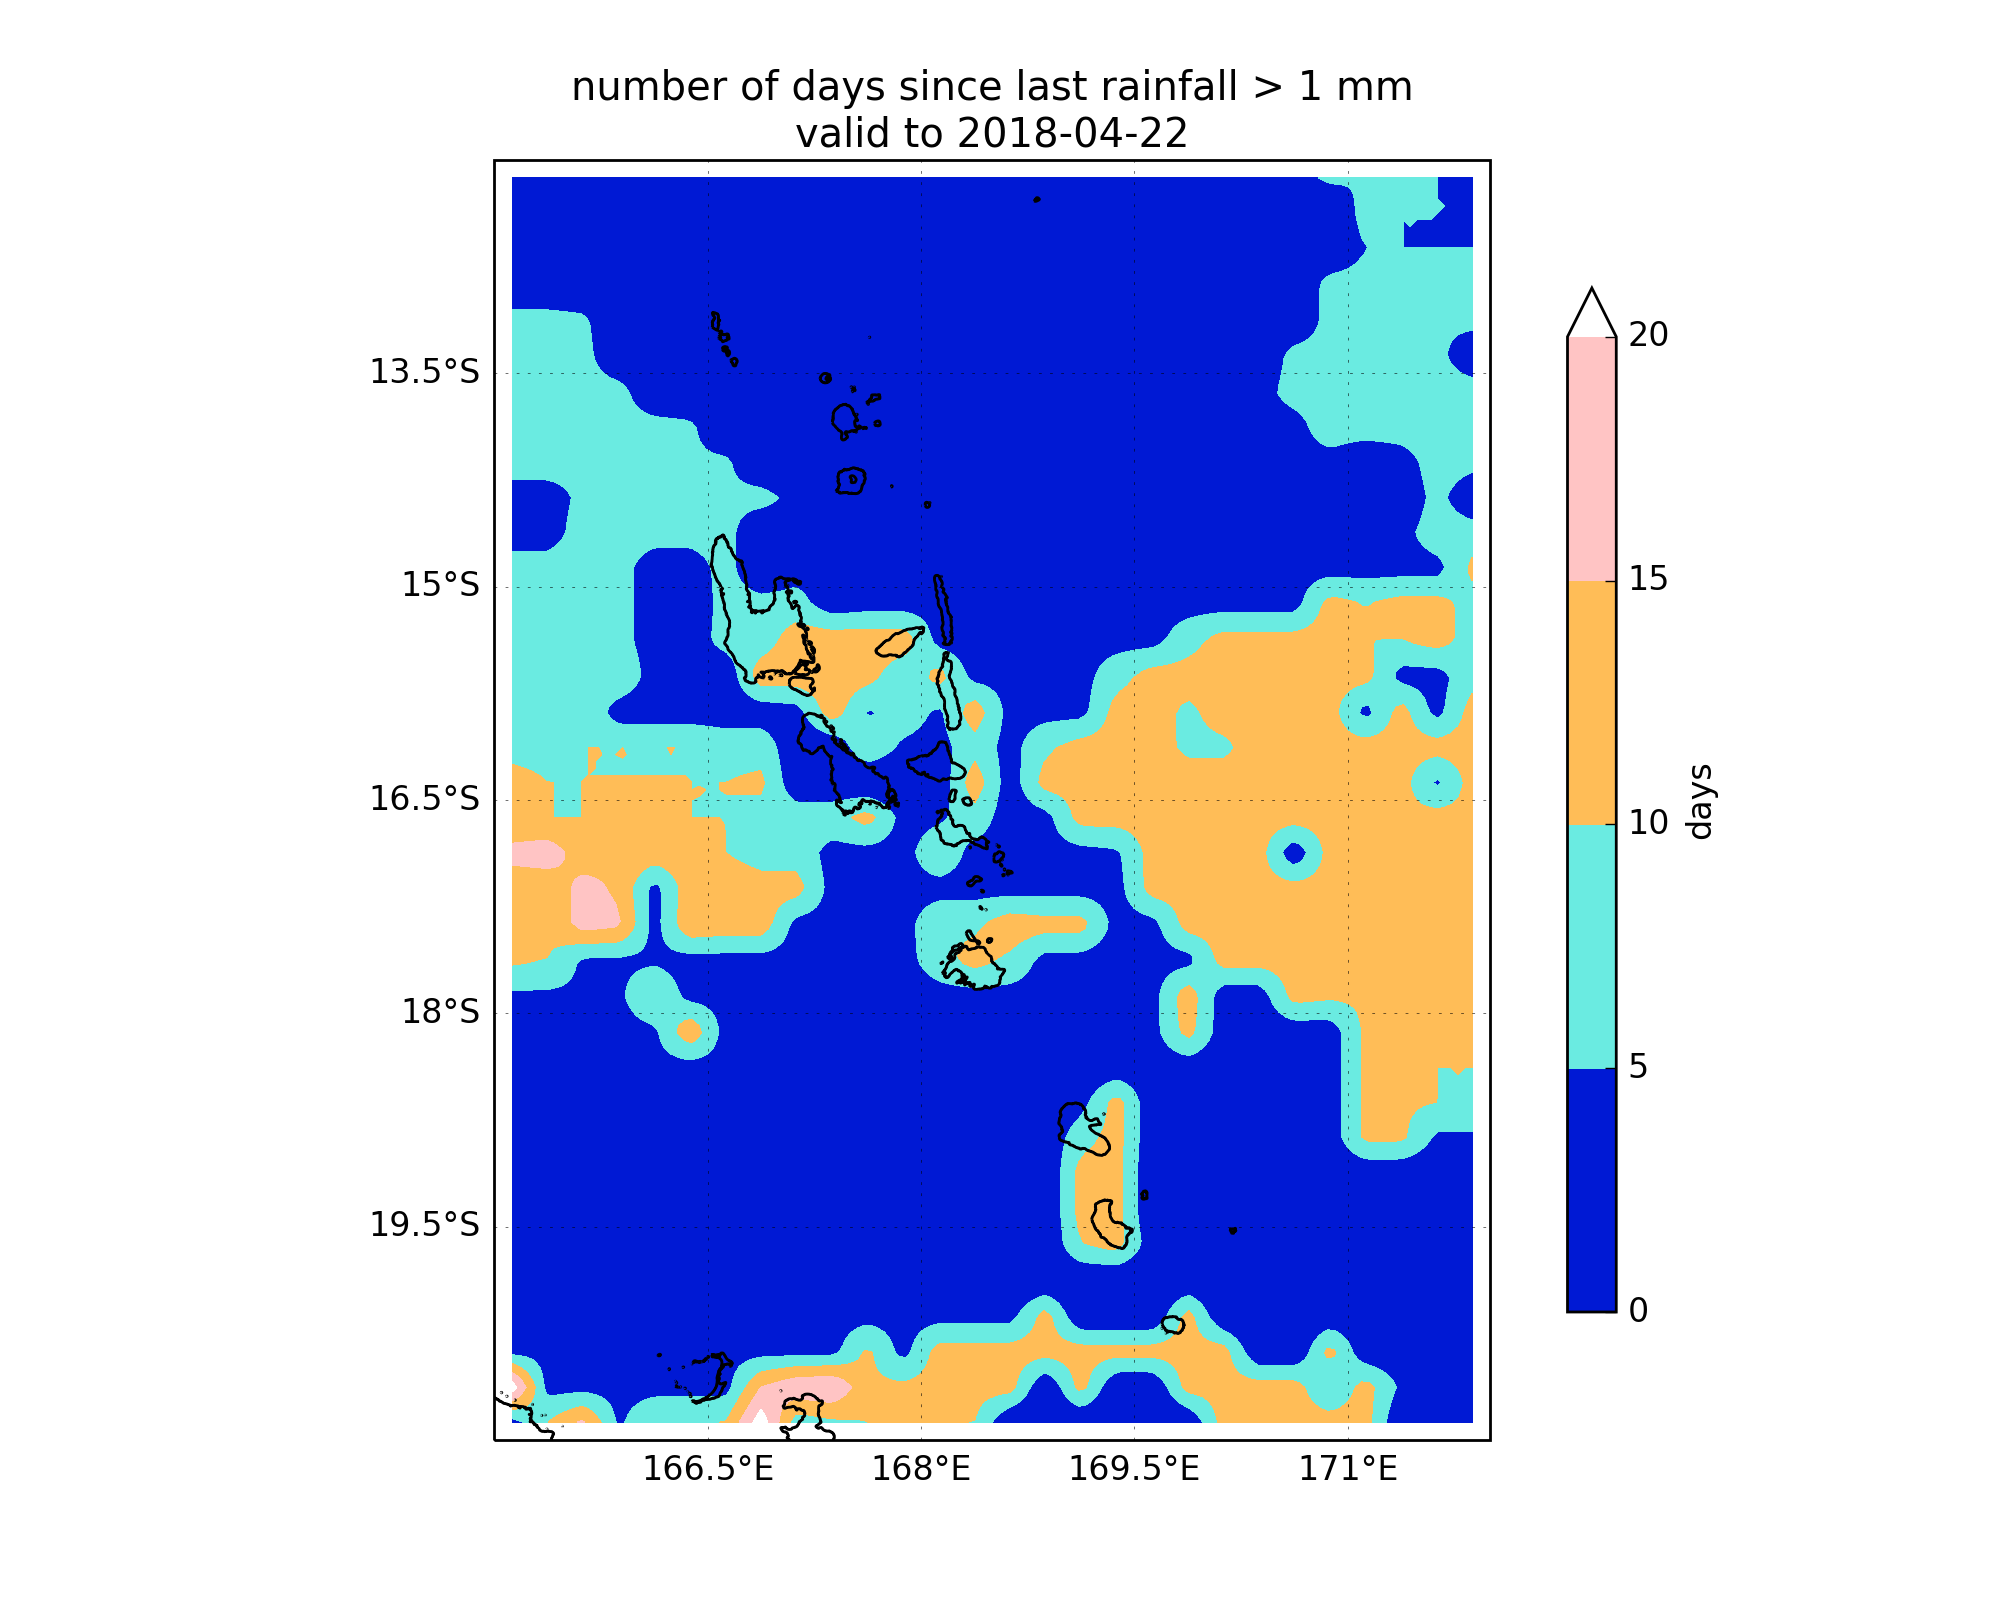 number of days since last rainfall > 1 mm
valid to 2018-04-22
13.5°S
15°S
16.5°S
18°S
19.5°S
166.5°E
168°E
169.5°E
171°E
20
15
10
5
0
days